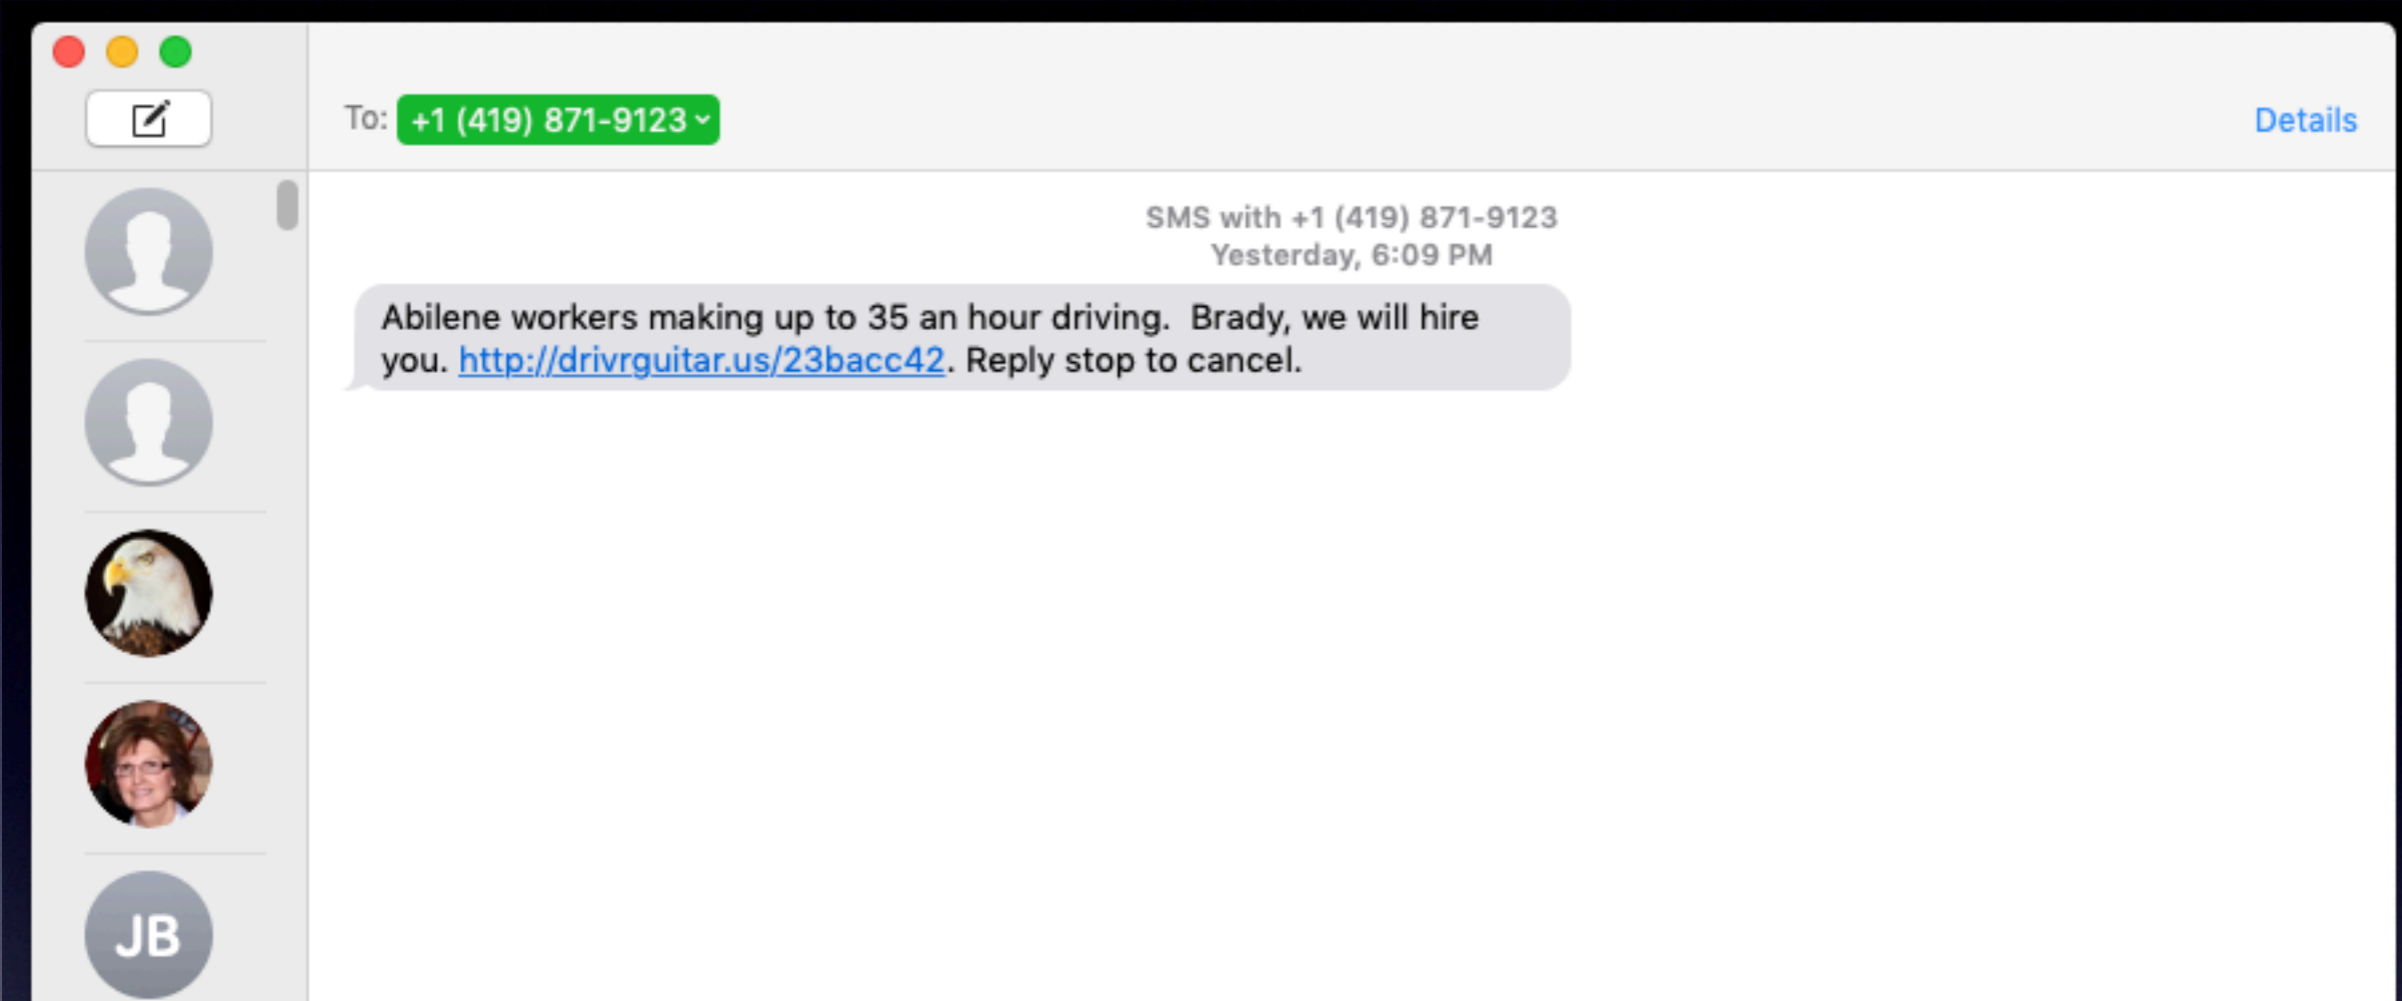 To: +1 (419) 871-9123
Details
SMS with +1 (419) 871-9123
Yesterday, 6:09 PM
Abilene workers making up to 35 an hour driving.  Brady, we will hire
you. http://drivrguitar.us/23bacc42. Reply stop to cancel.
JB